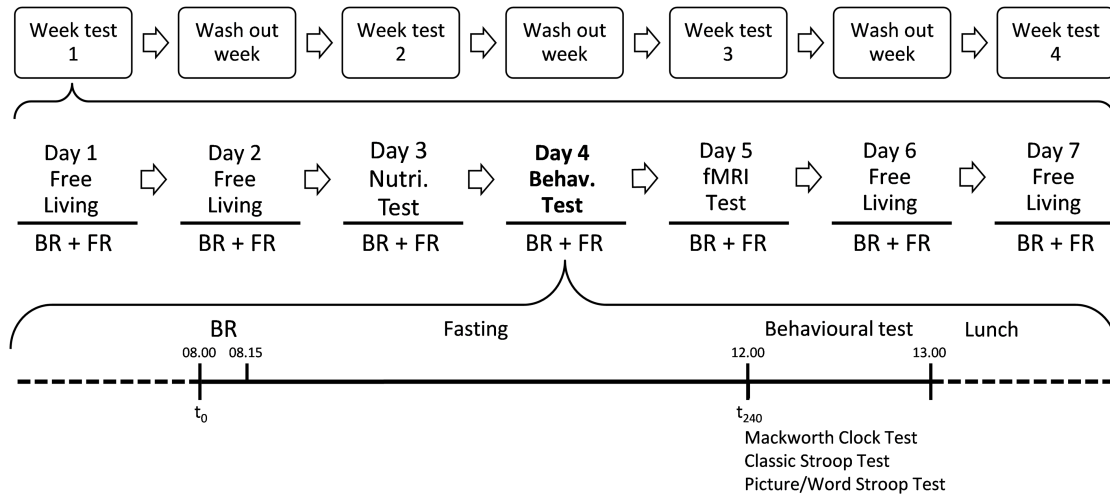 Week test
1
Wash out
week
Week test
2
Wash out
week
Week test
3
Wash out
week
Week test
4
Day 1
Free
Living
BR + FR
Day 2
Free
Living
BR + FR
Day 3
Nutri.
Test
BR + FR
Day 4
Behav.
Test
BR + FR
Day 5
fMRI
Test
BR + FR
Day 6
Free
Living
BR + FR
Day 7
Free
Living
BR + FR
BR
Fasting
Behavioural test
Lunch
08.00
08.15
12.00
13.00
t0
t240
Mackworth Clock Test
Classic Stroop Test
Picture/Word Stroop Test